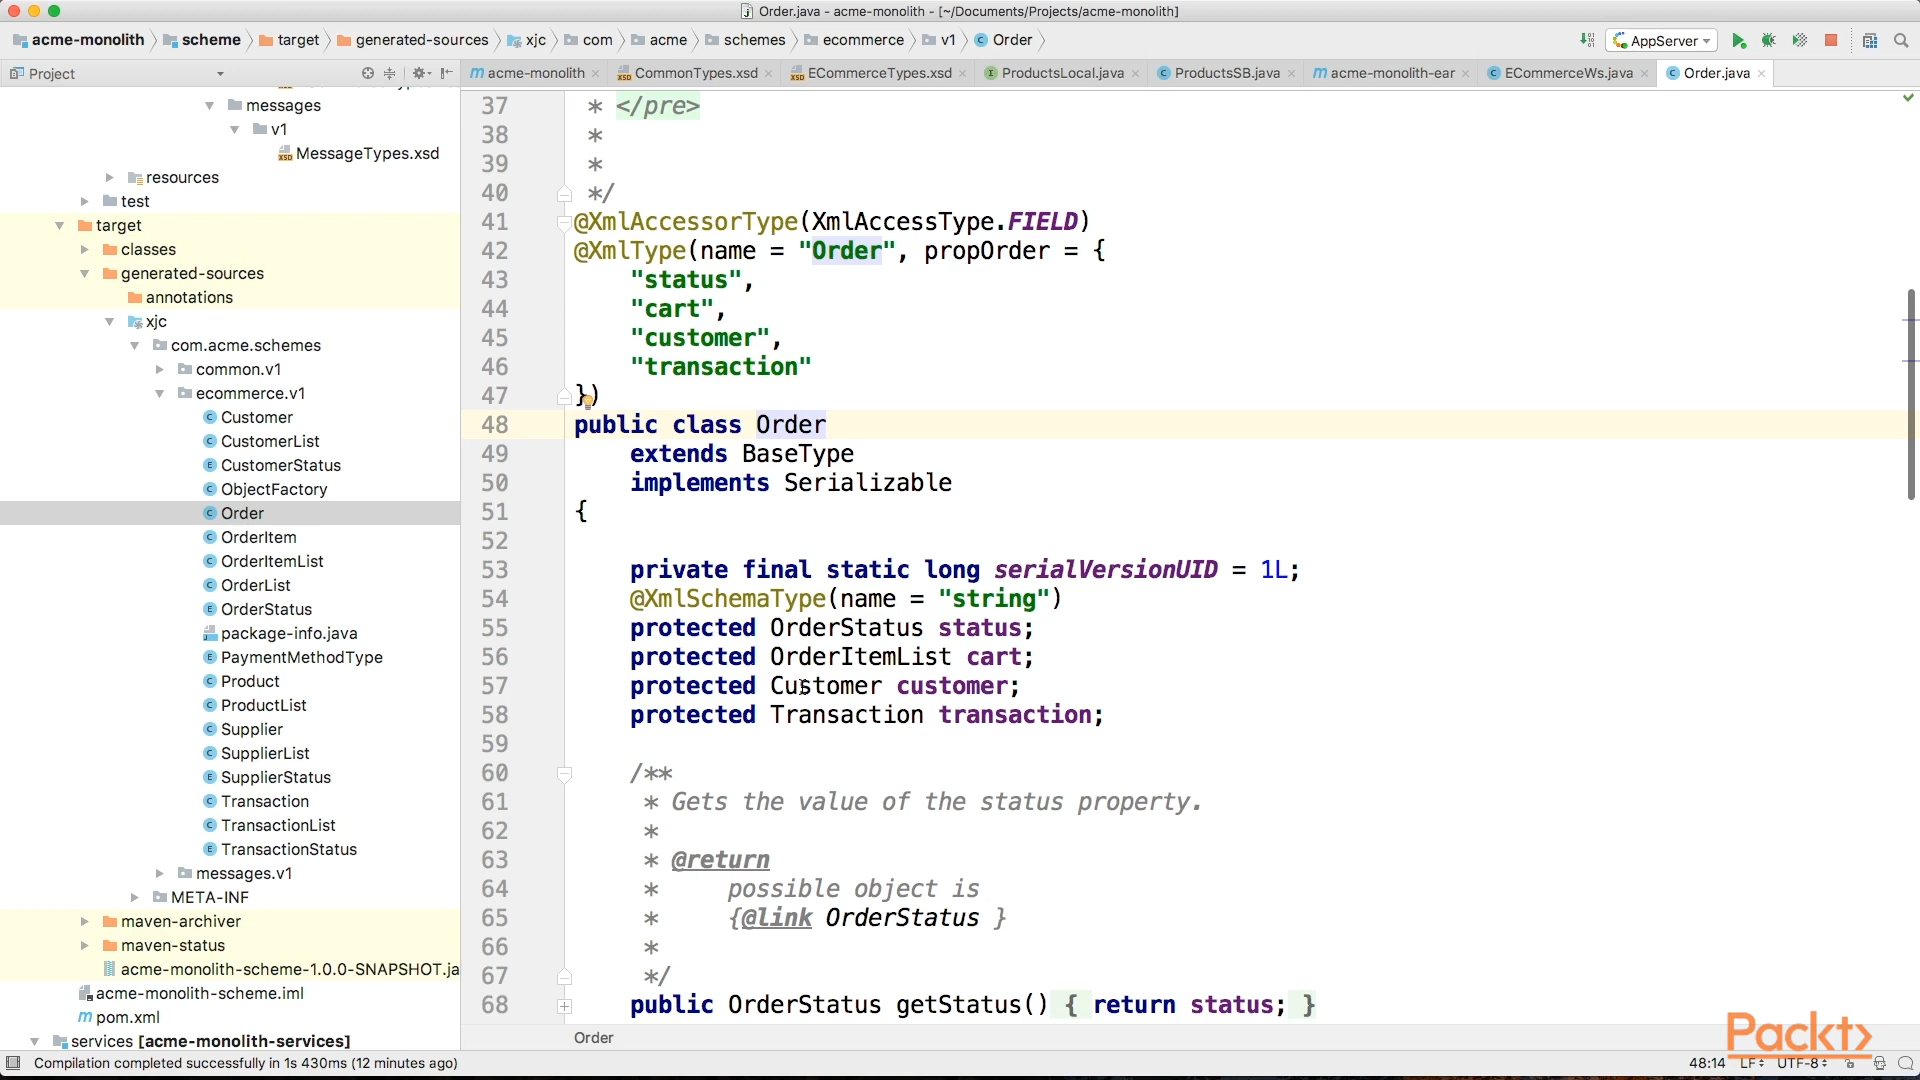 Order.java - acme-monolith - [~/Documents/Projects/acme-monolith]
acme-monolith scheme target generated-sources xjc com acme schemes ecommerce v1 Order AppServer
Project
acme-monolith CommonTypes.xsd ECommerceTypes.xsd ProductsLocal.java ProductsSB.java acme-monolith-ear ECommerceWs.java Order.java
messages
v1
MessageTypes.xsd
resources
test
target
classes
generated-sources
annotations
xjc
com.acme.schemes
common.v1
ecommerce.v1
Customer
CustomerList
CustomerStatus
ObjectFactory
Order
OrderItem
OrderItemList
OrderList
OrderStatus
package-info.java
PaymentMethodType
Product
ProductList
Supplier
SupplierList
SupplierStatus
Transaction
TransactionList
TransactionStatus
messages.v1
META-INF
maven-archiver
maven-status
acme-monolith-scheme-1.0.0-SNAPSHOT.ja
acme-monolith-scheme.iml
pom.xml
services [acme-monolith-services]
37 * </pre>
38 *
39 *
40 */
41 @XmlAccessorType(XmlAccessType.FIELD)
42 @XmlType(name = "Order", propOrder = {
43 "status",
44 "cart",
45 "customer",
46 "transaction"
47 })
48 public class Order
49 extends BaseType
50 implements Serializable
51 {
52
53 private final static long serialVersionUID = 1L;
54 @XmlSchemaType(name = "string")
55 protected OrderStatus status;
56 protected OrderItemList cart;
57 protected Customer customer;
58 protected Transaction transaction;
59
60 /**
61 * Gets the value of the status property.
62 *
63 * @return
64 * possible object is
65 * {@link OrderStatus }
66 *
67 */
68 public OrderStatus getStatus() { return status; }
Order
Packt>
Compilation completed successfully in 1s 430ms (12 minutes ago) 48:14 LF UTF-8